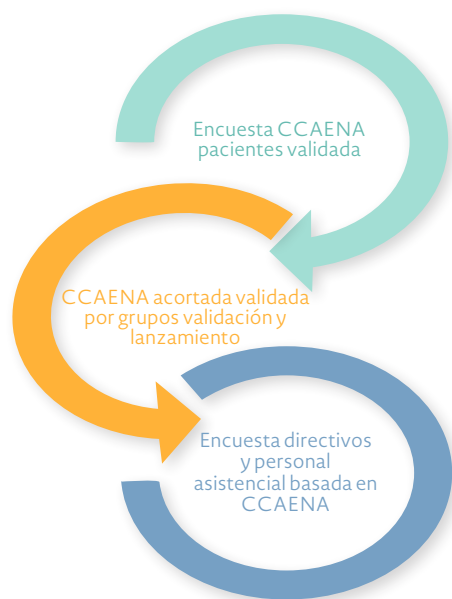 Encuesta CCAENA
pacientes validada
CCAENA acortada validada
por grupos validación y
lanzamiento
Encuesta directivos
y personal
asistencial basada en
CCAENA